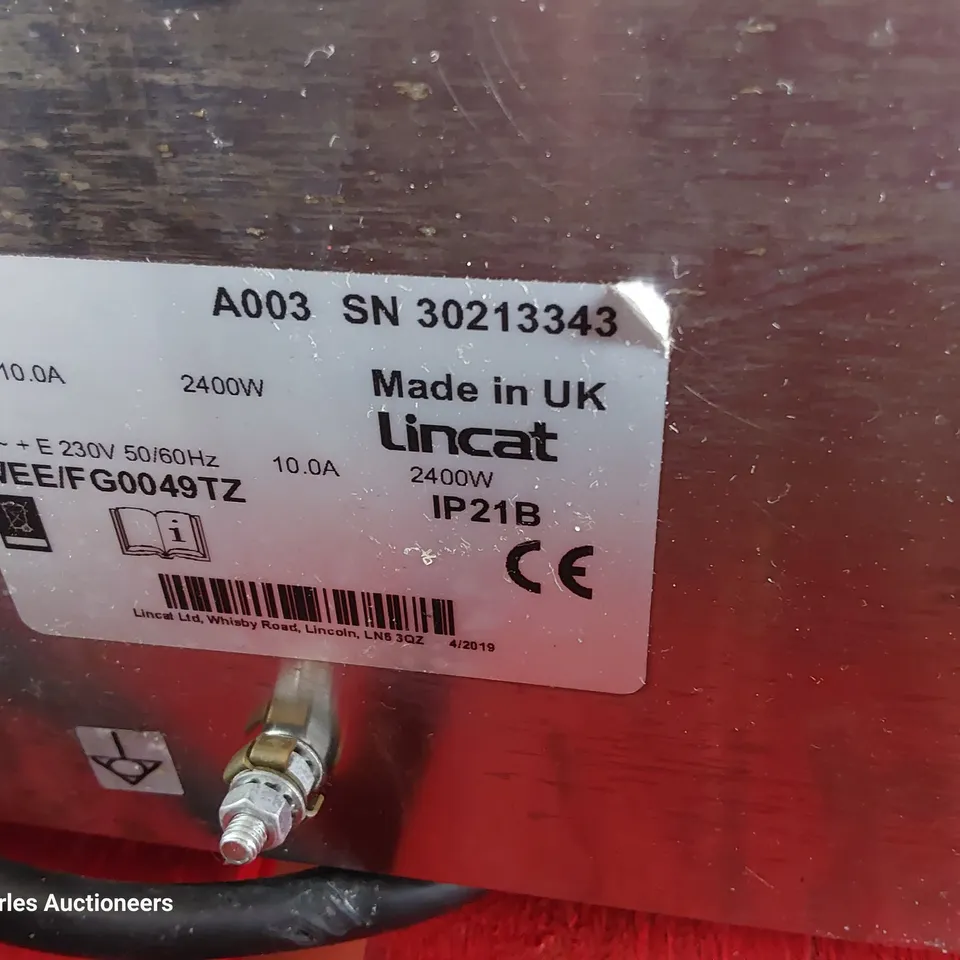 A003 SN 30213343
10.0A 2400W Made in UK
Lincat
~ + E 230V 50/60Hz 10.0A 2400W
WEE/FG0049TZ IP21B
i
CE
Lincat Ltd, Whisby Road, Lincoln, LN6 3QZ 4/2019
rles Auctioneers